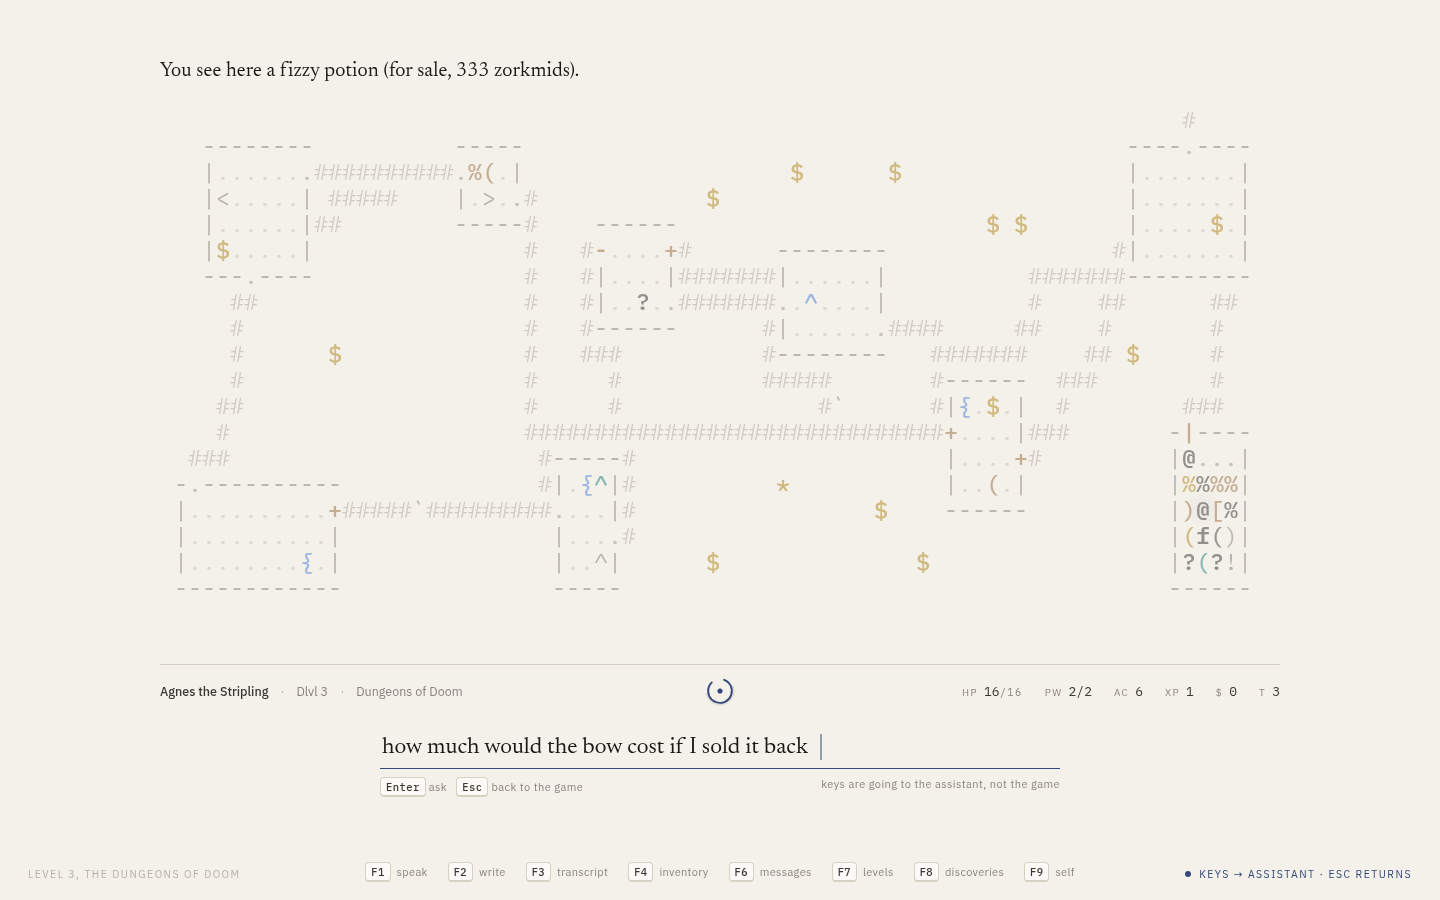 You see here a fizzy potion (for sale, 333 zorkmids).
Agnes the Stripling · Dlvl 3 · Dungeons of Doom
HP 16/16 PW 2/2 AC 6 XP 1 $ 0 T 3
how much would the bow cost if I sold it back
Enter ask Esc back to the game
keys are going to the assistant, not the game
LEVEL 3, THE DUNGEONS OF DOOM
F1 speak F2 write F3 transcript F4 inventory F6 messages F7 levels F8 discoveries F9 self
KEYS → ASSISTANT · ESC RETURNS